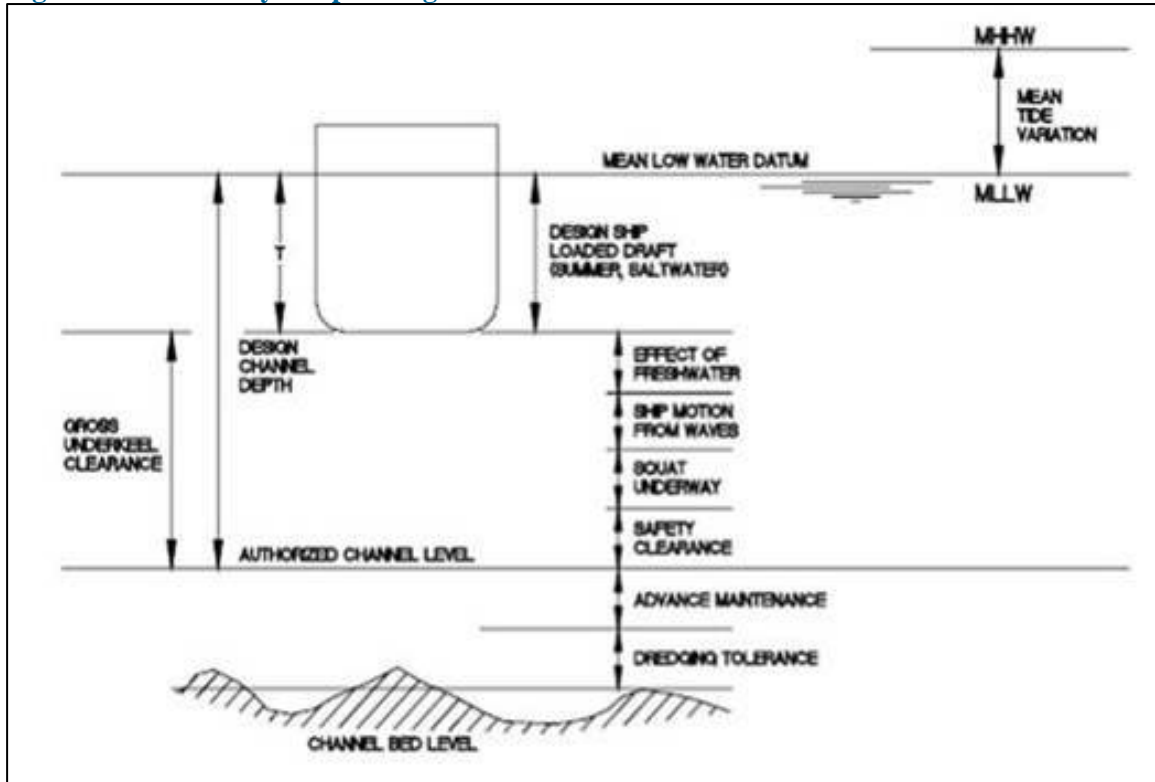 MHHW
MEAN
TIDE
VARIATION
MEAN LOW WATER DATUM
MLLW
T
DESIGN SHIP
LOADED DRAFT
(SUMMER, SALTWATER)
DESIGN
CHANNEL
DEPTH
EFFECT OF
FRESHWATER
GROSS
UNDERKEEL
CLEARANCE
SHIP MOTION
FROM WAVES
SQUAT
UNDERWAY
SAFETY
CLEARANCE
AUTHORIZED CHANNEL LEVEL
ADVANCE MAINTENANCE
DREDGING TOLERANCE
CHANNEL BED LEVEL